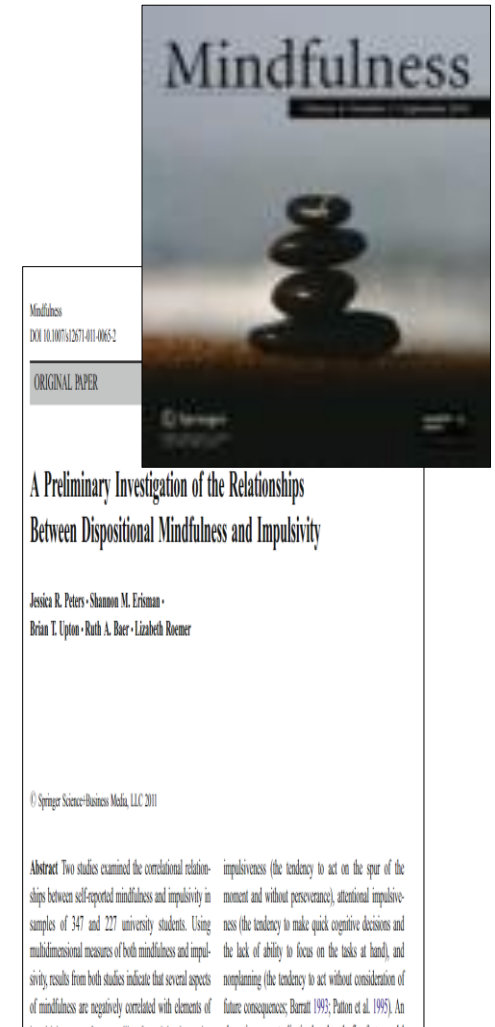 Mindfulness
Mindfulness
DOI 10.1007/s12671-011-0065-2
ORIGINAL PAPER
A Preliminary Investigation of the Relationships
Between Dispositional Mindfulness and Impulsivity
Jessica R. Peters · Shannon M. Erisman ·
Brian T. Upton · Ruth A. Baer · Lizabeth Roemer
© Springer Science+Business Media, LLC 2011
Abstract Two studies examined the correlational relation-
ships between self-reported mindfulness and impulsivity in
samples of 347 and 227 university students. Using
multidimensional measures of both mindfulness and impul-
sivity, results from both studies indicate that several aspects
of mindfulness are negatively correlated with elements of
impulsiveness (the tendency to act on the spur of the
moment and without perseverance), attentional impulsive-
ness (the tendency to make quick cognitive decisions and
the lack of ability to focus on the tasks at hand), and
nonplanning (the tendency to act without consideration of
future consequences; Barratt 1993; Patton et al. 1995). An